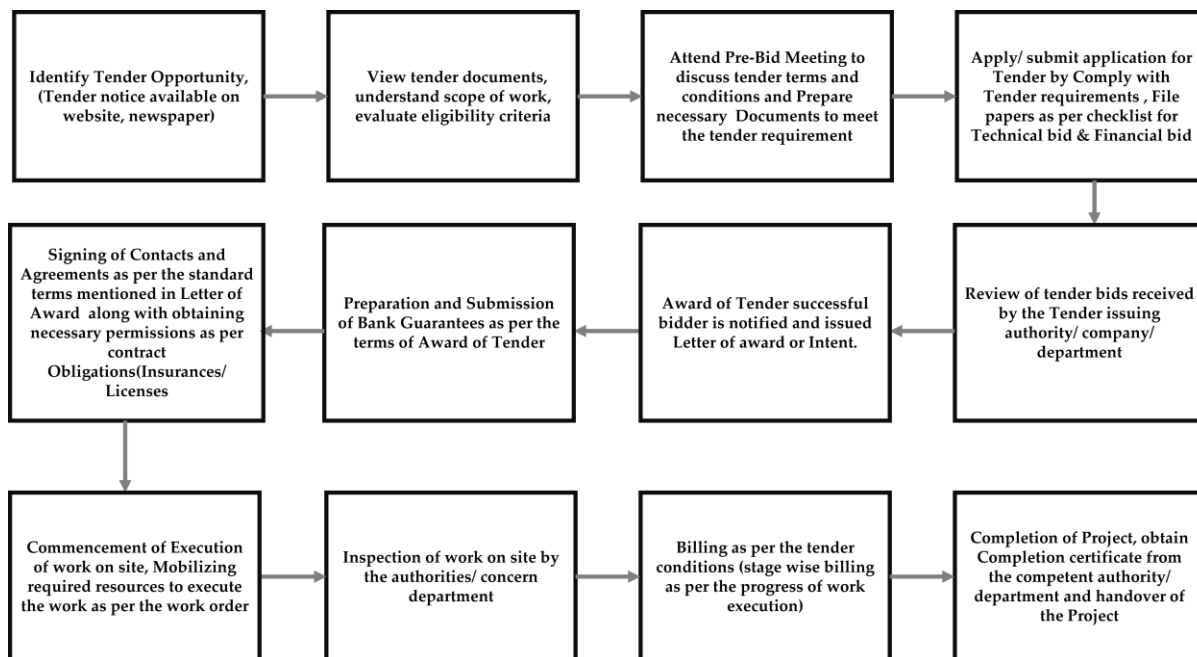 Identify Tender Opportunity,
(Tender notice available on
website, newspaper)
View tender documents,
understand scope of work,
evaluate eligibility criteria
Attend Pre-Bid Meeting to
discuss tender terms and
conditions and Prepare
necessary Documents to meet
the tender requirement
Apply/ submit application for
Tender by Comply with
Tender requirements , File
papers as per checklist for
Technical bid & Financial bid
Review of tender bids received
by the Tender issuing
authority/ company/
department
Award of Tender successful
bidder is notified and issued
Letter of award or Intent.
Preparation and Submission
of Bank Guarantees as per the
terms of Award of Tender
Signing of Contacts and
Agreements as per the standard
terms mentioned in Letter of
Award along with obtaining
necessary permissions as per
contract
Obligations(Insurances/
Licenses
Commencement of Execution
of work on site, Mobilizing
required resources to execute
the work as per the work order
Inspection of work on site by
the authorities/ concern
department
Billing as per the tender
conditions (stage wise billing
as per the progress of work
execution)
Completion of Project, obtain
Completion certificate from
the competent authority/
department and handover of
the Project